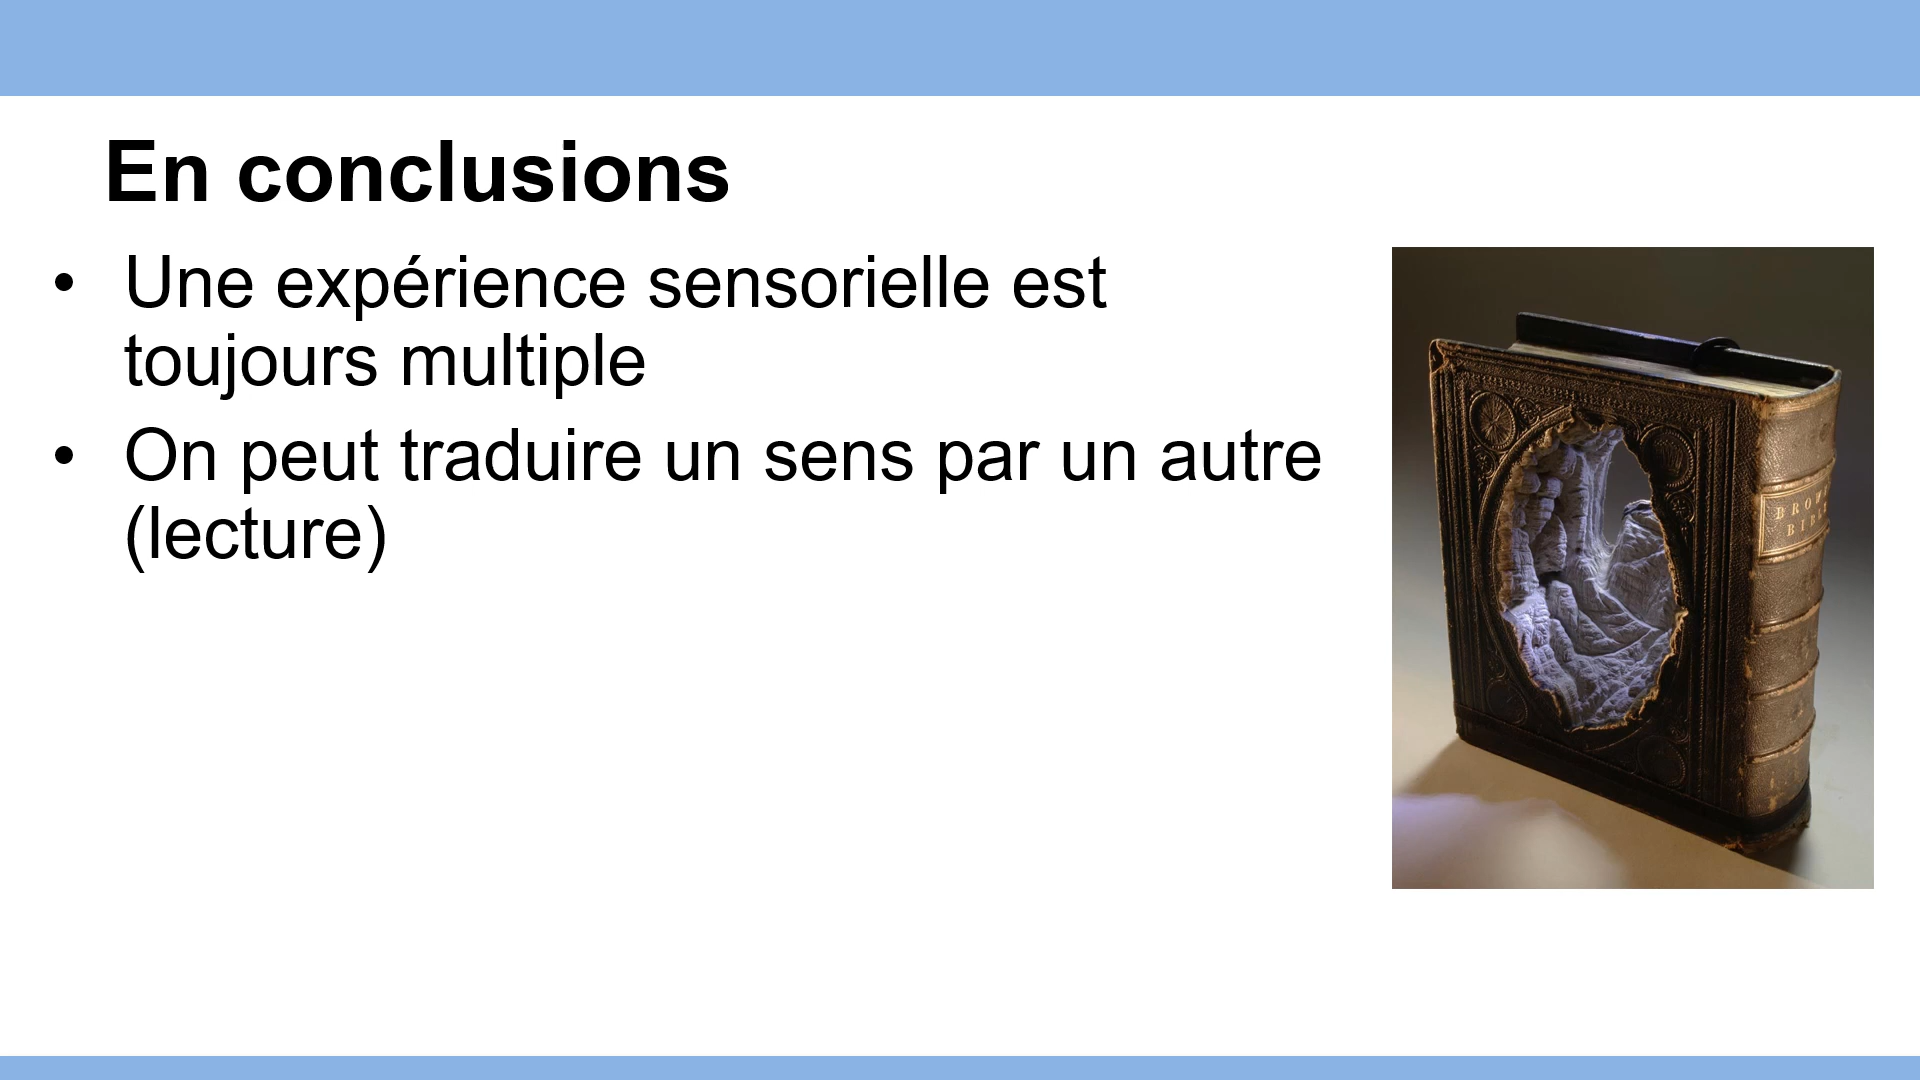 En conclusions
• Une expérience sensorielle est
toujours multiple
• On peut traduire un sens par un autre
(lecture)